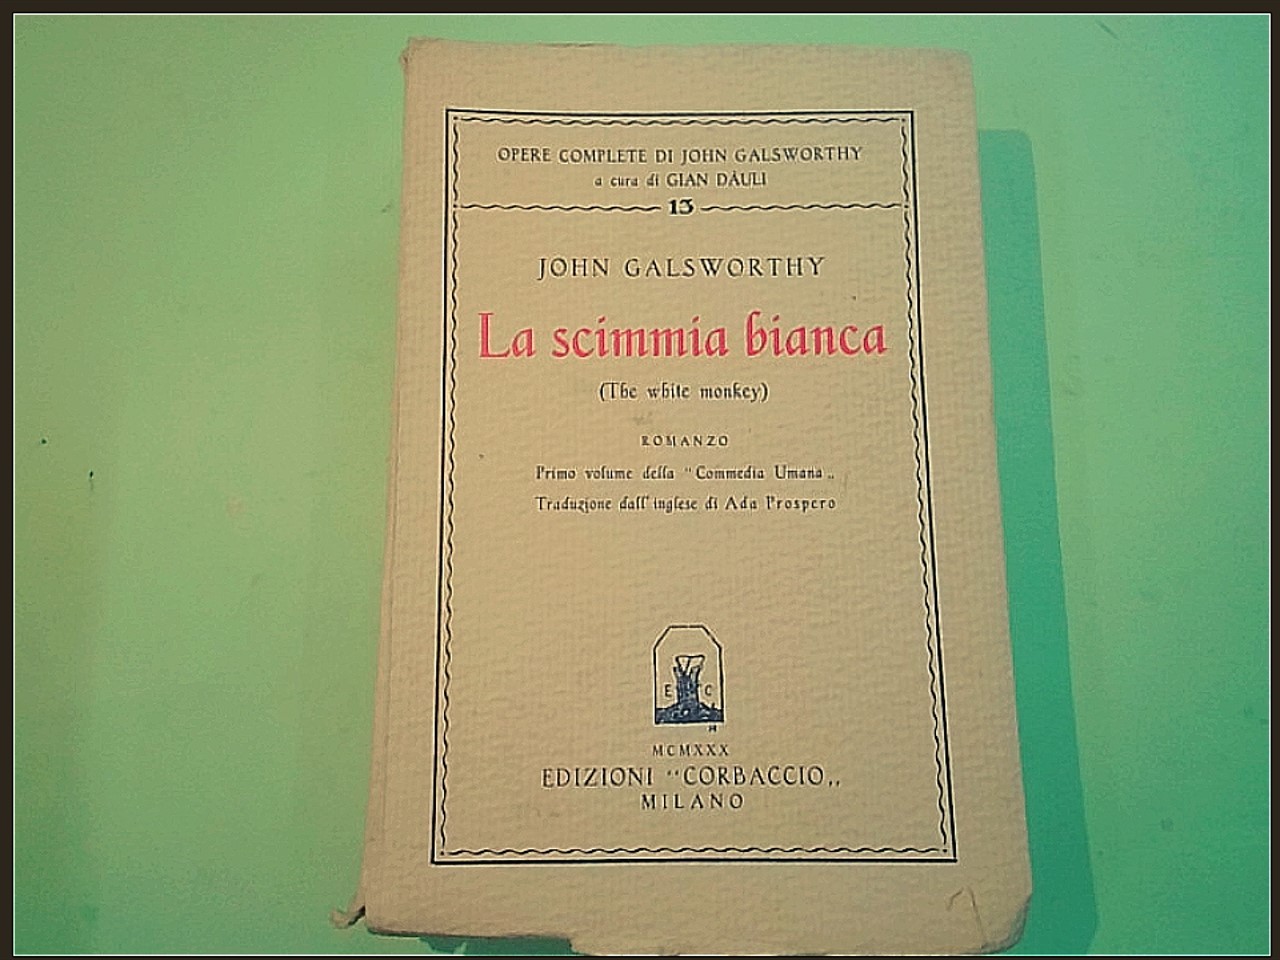 OPERE COMPLETE DI JOHN GALSWORTHY
a cura di GIAN DÀULI
13
JOHN GALSWORTHY
La scimmia bianca
(The white monkey)
ROMANZO
Primo volume della "Commedia Umana„
Traduzione dall'inglese di Ada Prospero
E C
MCMXXX
EDIZIONI "CORBACCIO„
MILANO